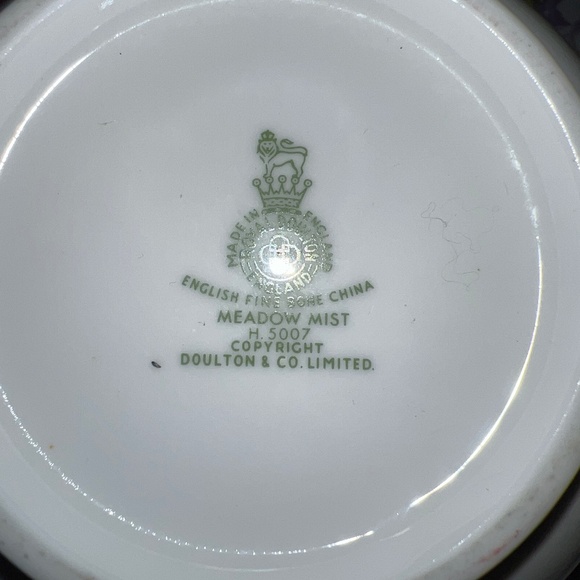 MADE IN ENGLAND
ROYAL DOULTON
ENGLAND
ENGLISH FINE BONE CHINA
MEADOW MIST
H. 5007
COPYRIGHT
DOULTON & CO. LIMITED.